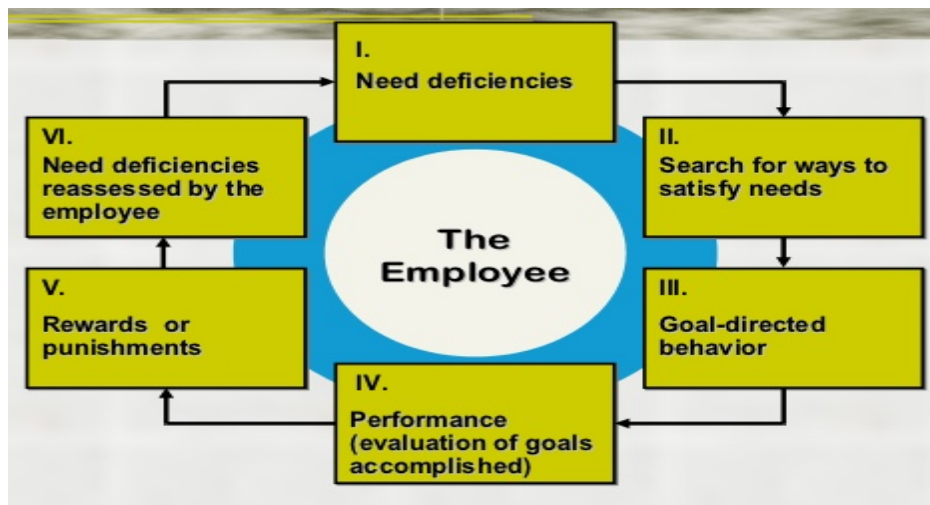 I.
Need deficiencies
II.
Search for ways to
satisfy needs
III.
Goal-directed
behavior
IV.
Performance
(evaluation of goals
accomplished)
V.
Rewards or
punishments
VI.
Need deficiencies
reassessed by the
employee
The
Employee